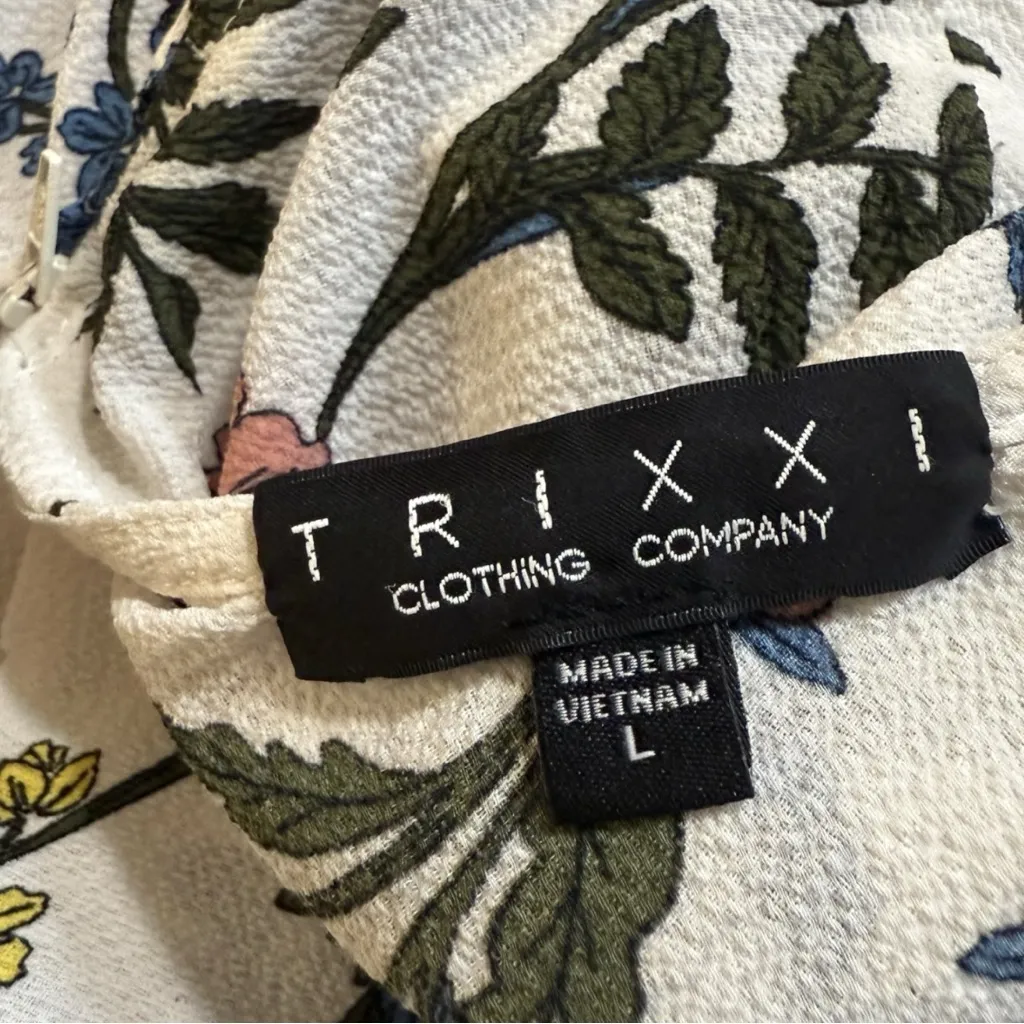 TRIXXI
CLOTHING COMPANY
MADE IN
VIETNAM
L